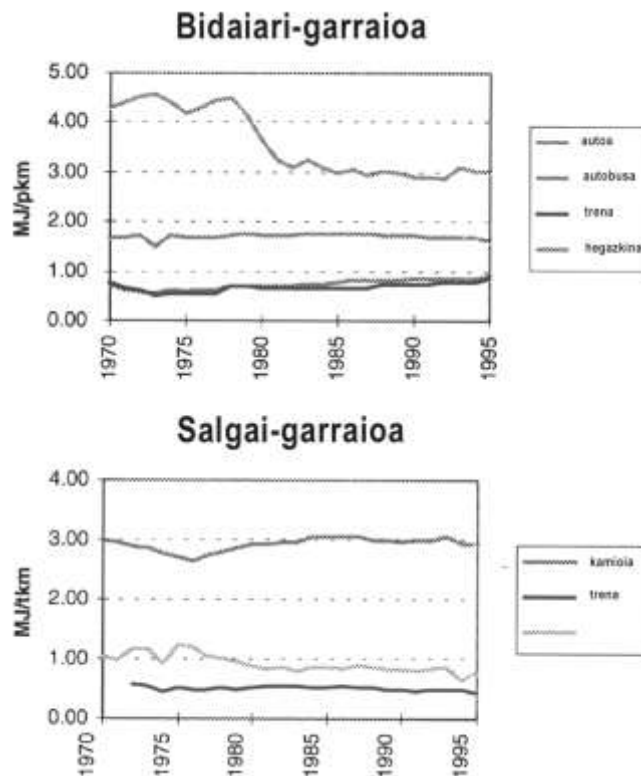 Bidaiari-garraioa
5.00
4.00
3.00
2.00
1.00
0.00
MJ/pkm
1970
1975
1980
1985
1990
1995
autoa
autobusa
trena
hegazkina
Salgai-garraioa
4.00
3.00
2.00
1.00
0.00
MJ/tkm
1970
1975
1980
1985
1990
1995
kamioia
trena